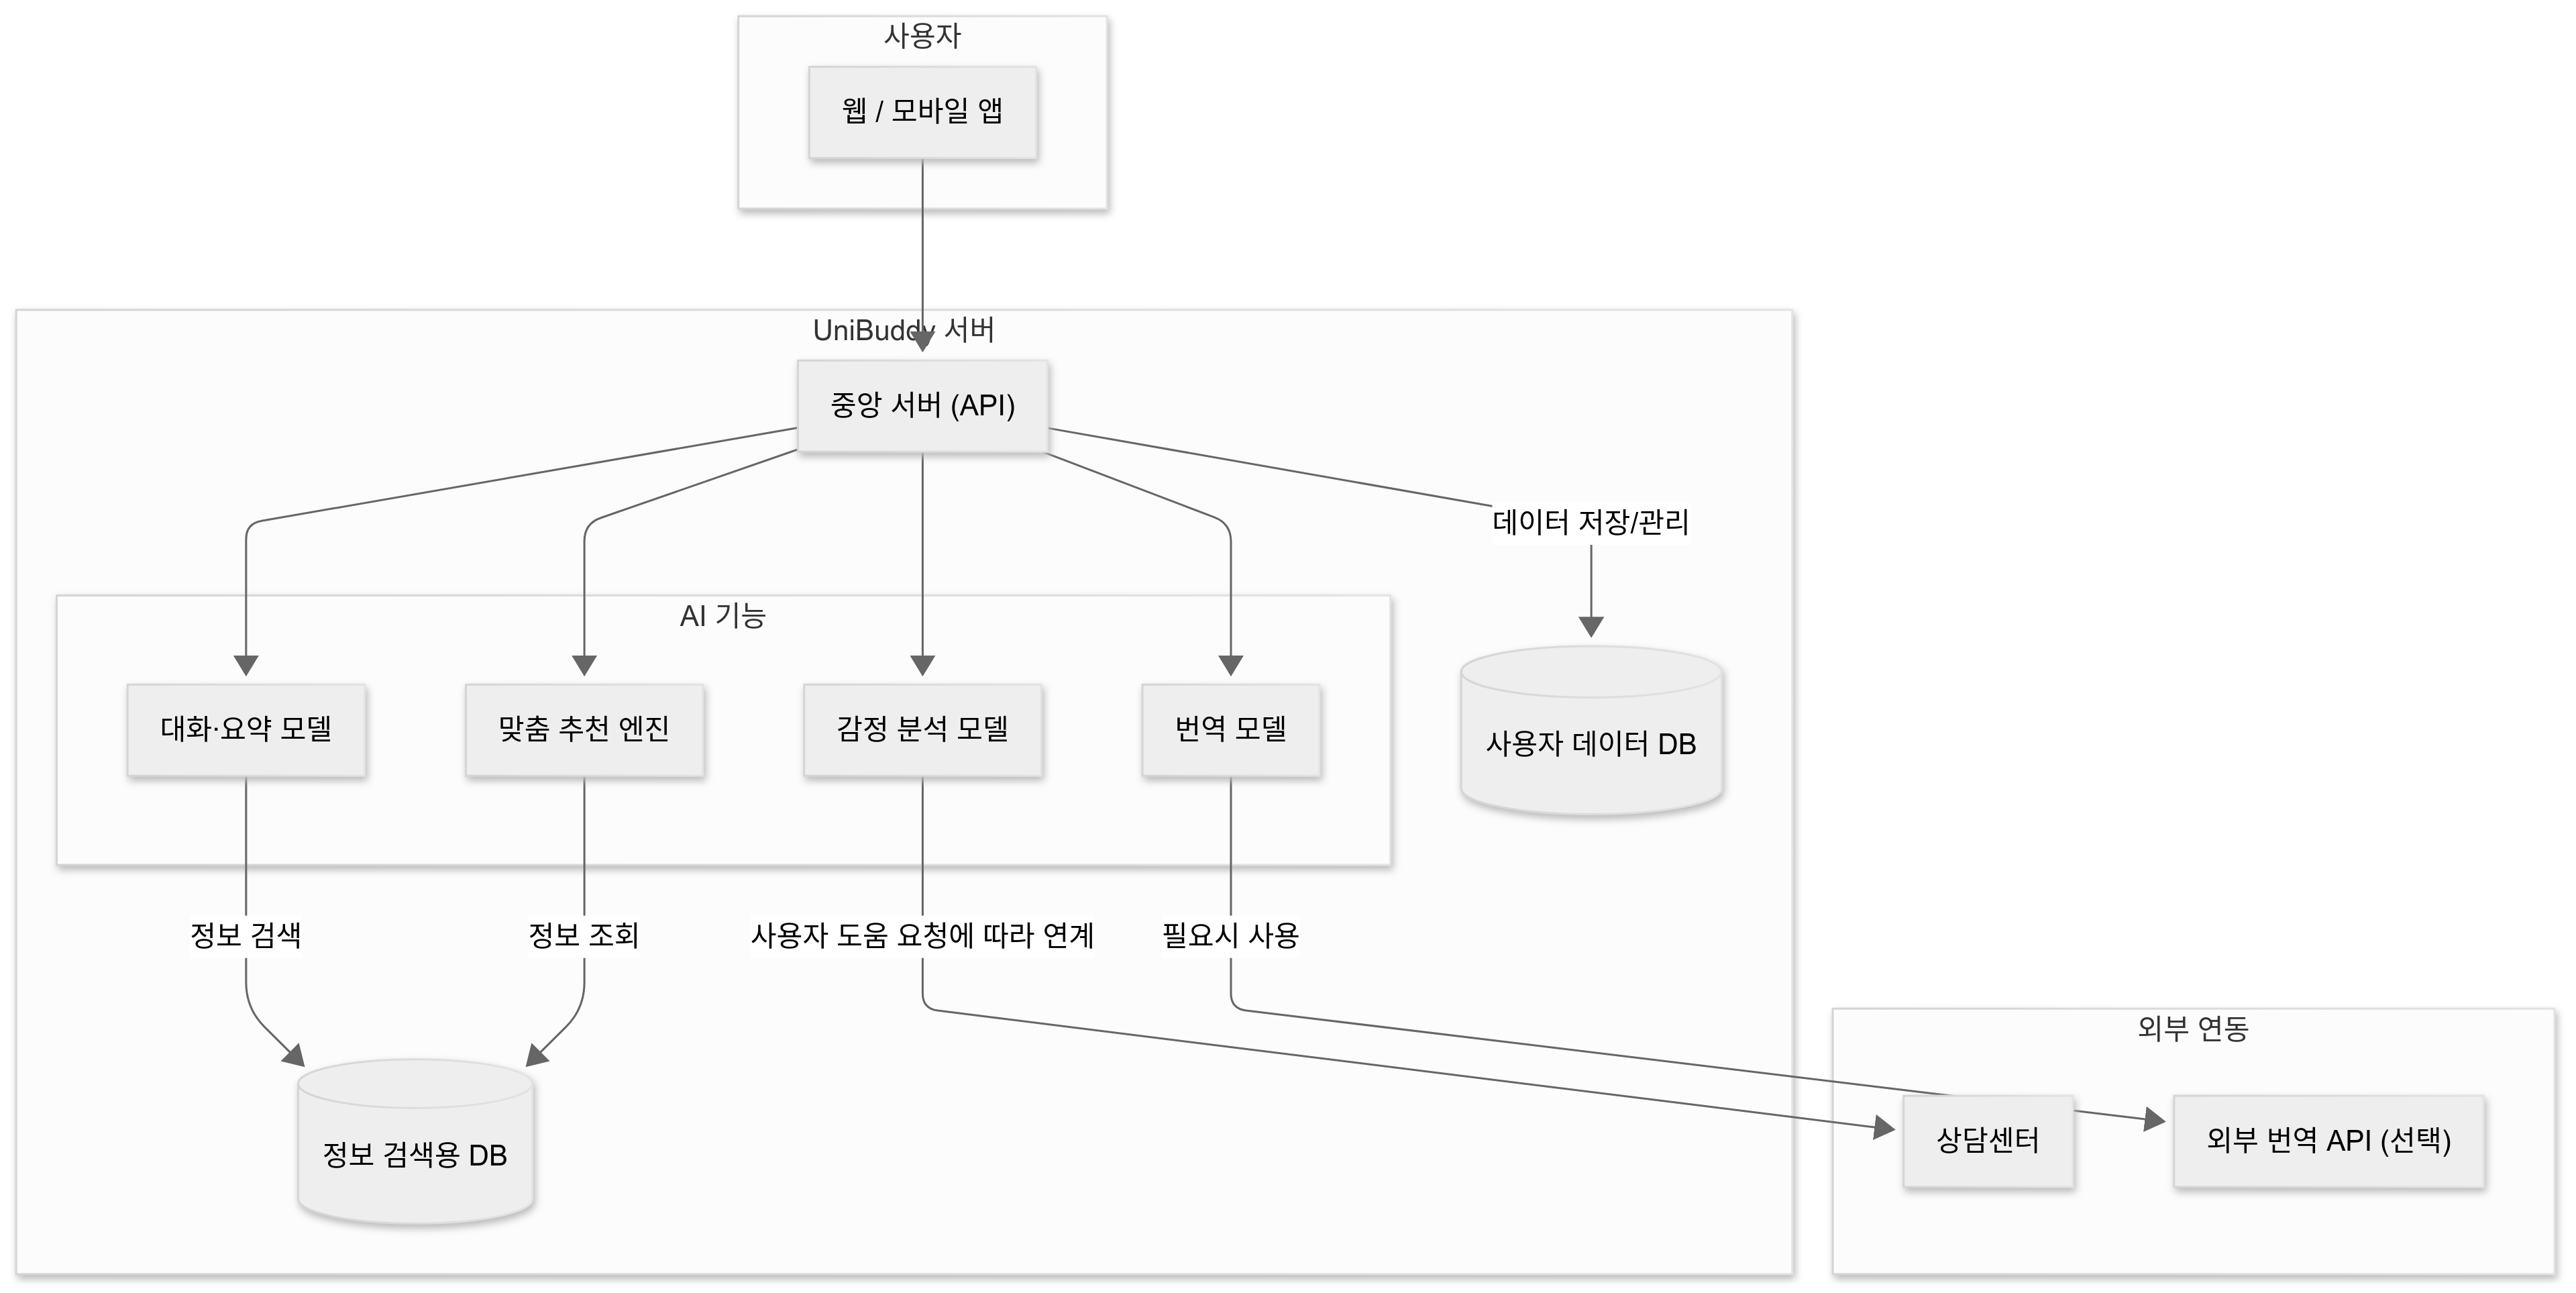 사용자
웹 / 모바일 앱
UniBuddy 서버
중앙 서버 (API)
데이터 저장/관리
AI 기능
대화·요약 모델
맞춤 추천 엔진
감정 분석 모델
번역 모델
사용자 데이터 DB
정보 검색
정보 조회
사용자 도움 요청에 따라 연계
필요시 사용
외부 연동
정보 검색용 DB
상담센터
외부 번역 API (선택)